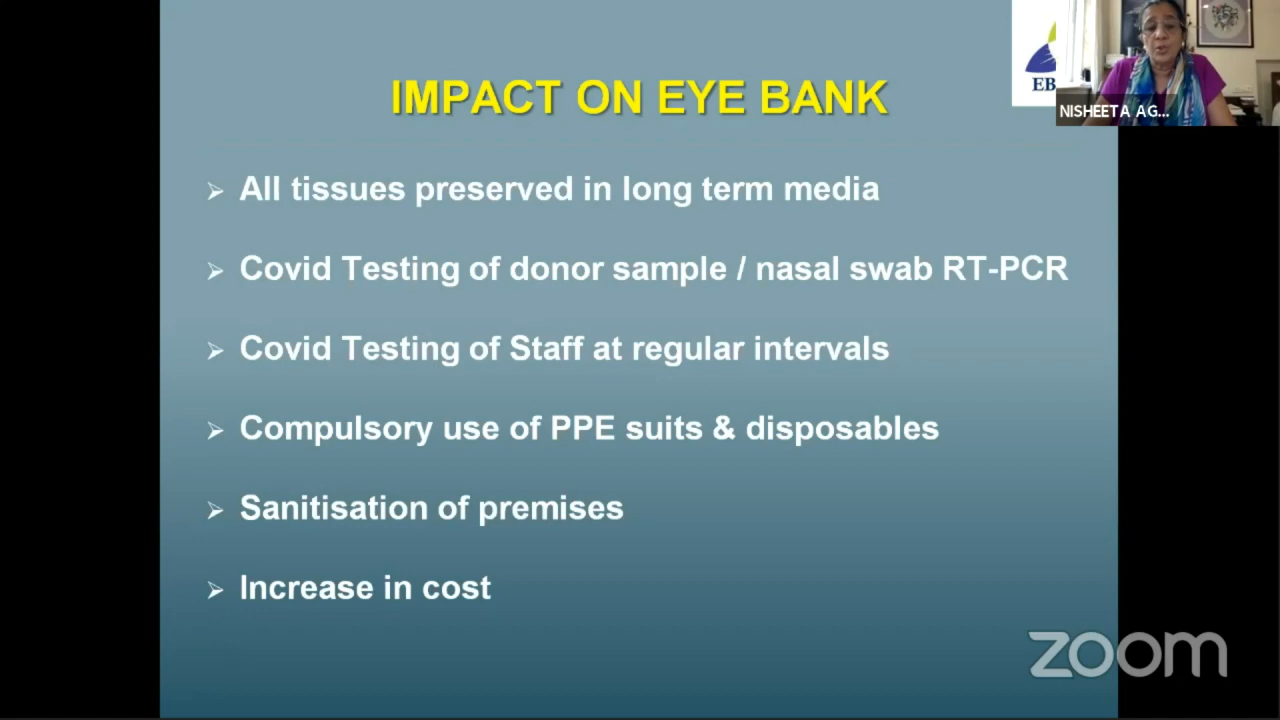 IMPACT ON EYE BANK
EB
NISHEETA AG...
All tissues preserved in long term media
Covid Testing of donor sample / nasal swab RT-PCR
Covid Testing of Staff at regular intervals
Compulsory use of PPE suits & disposables
Sanitisation of premises
Increase in cost
zoom